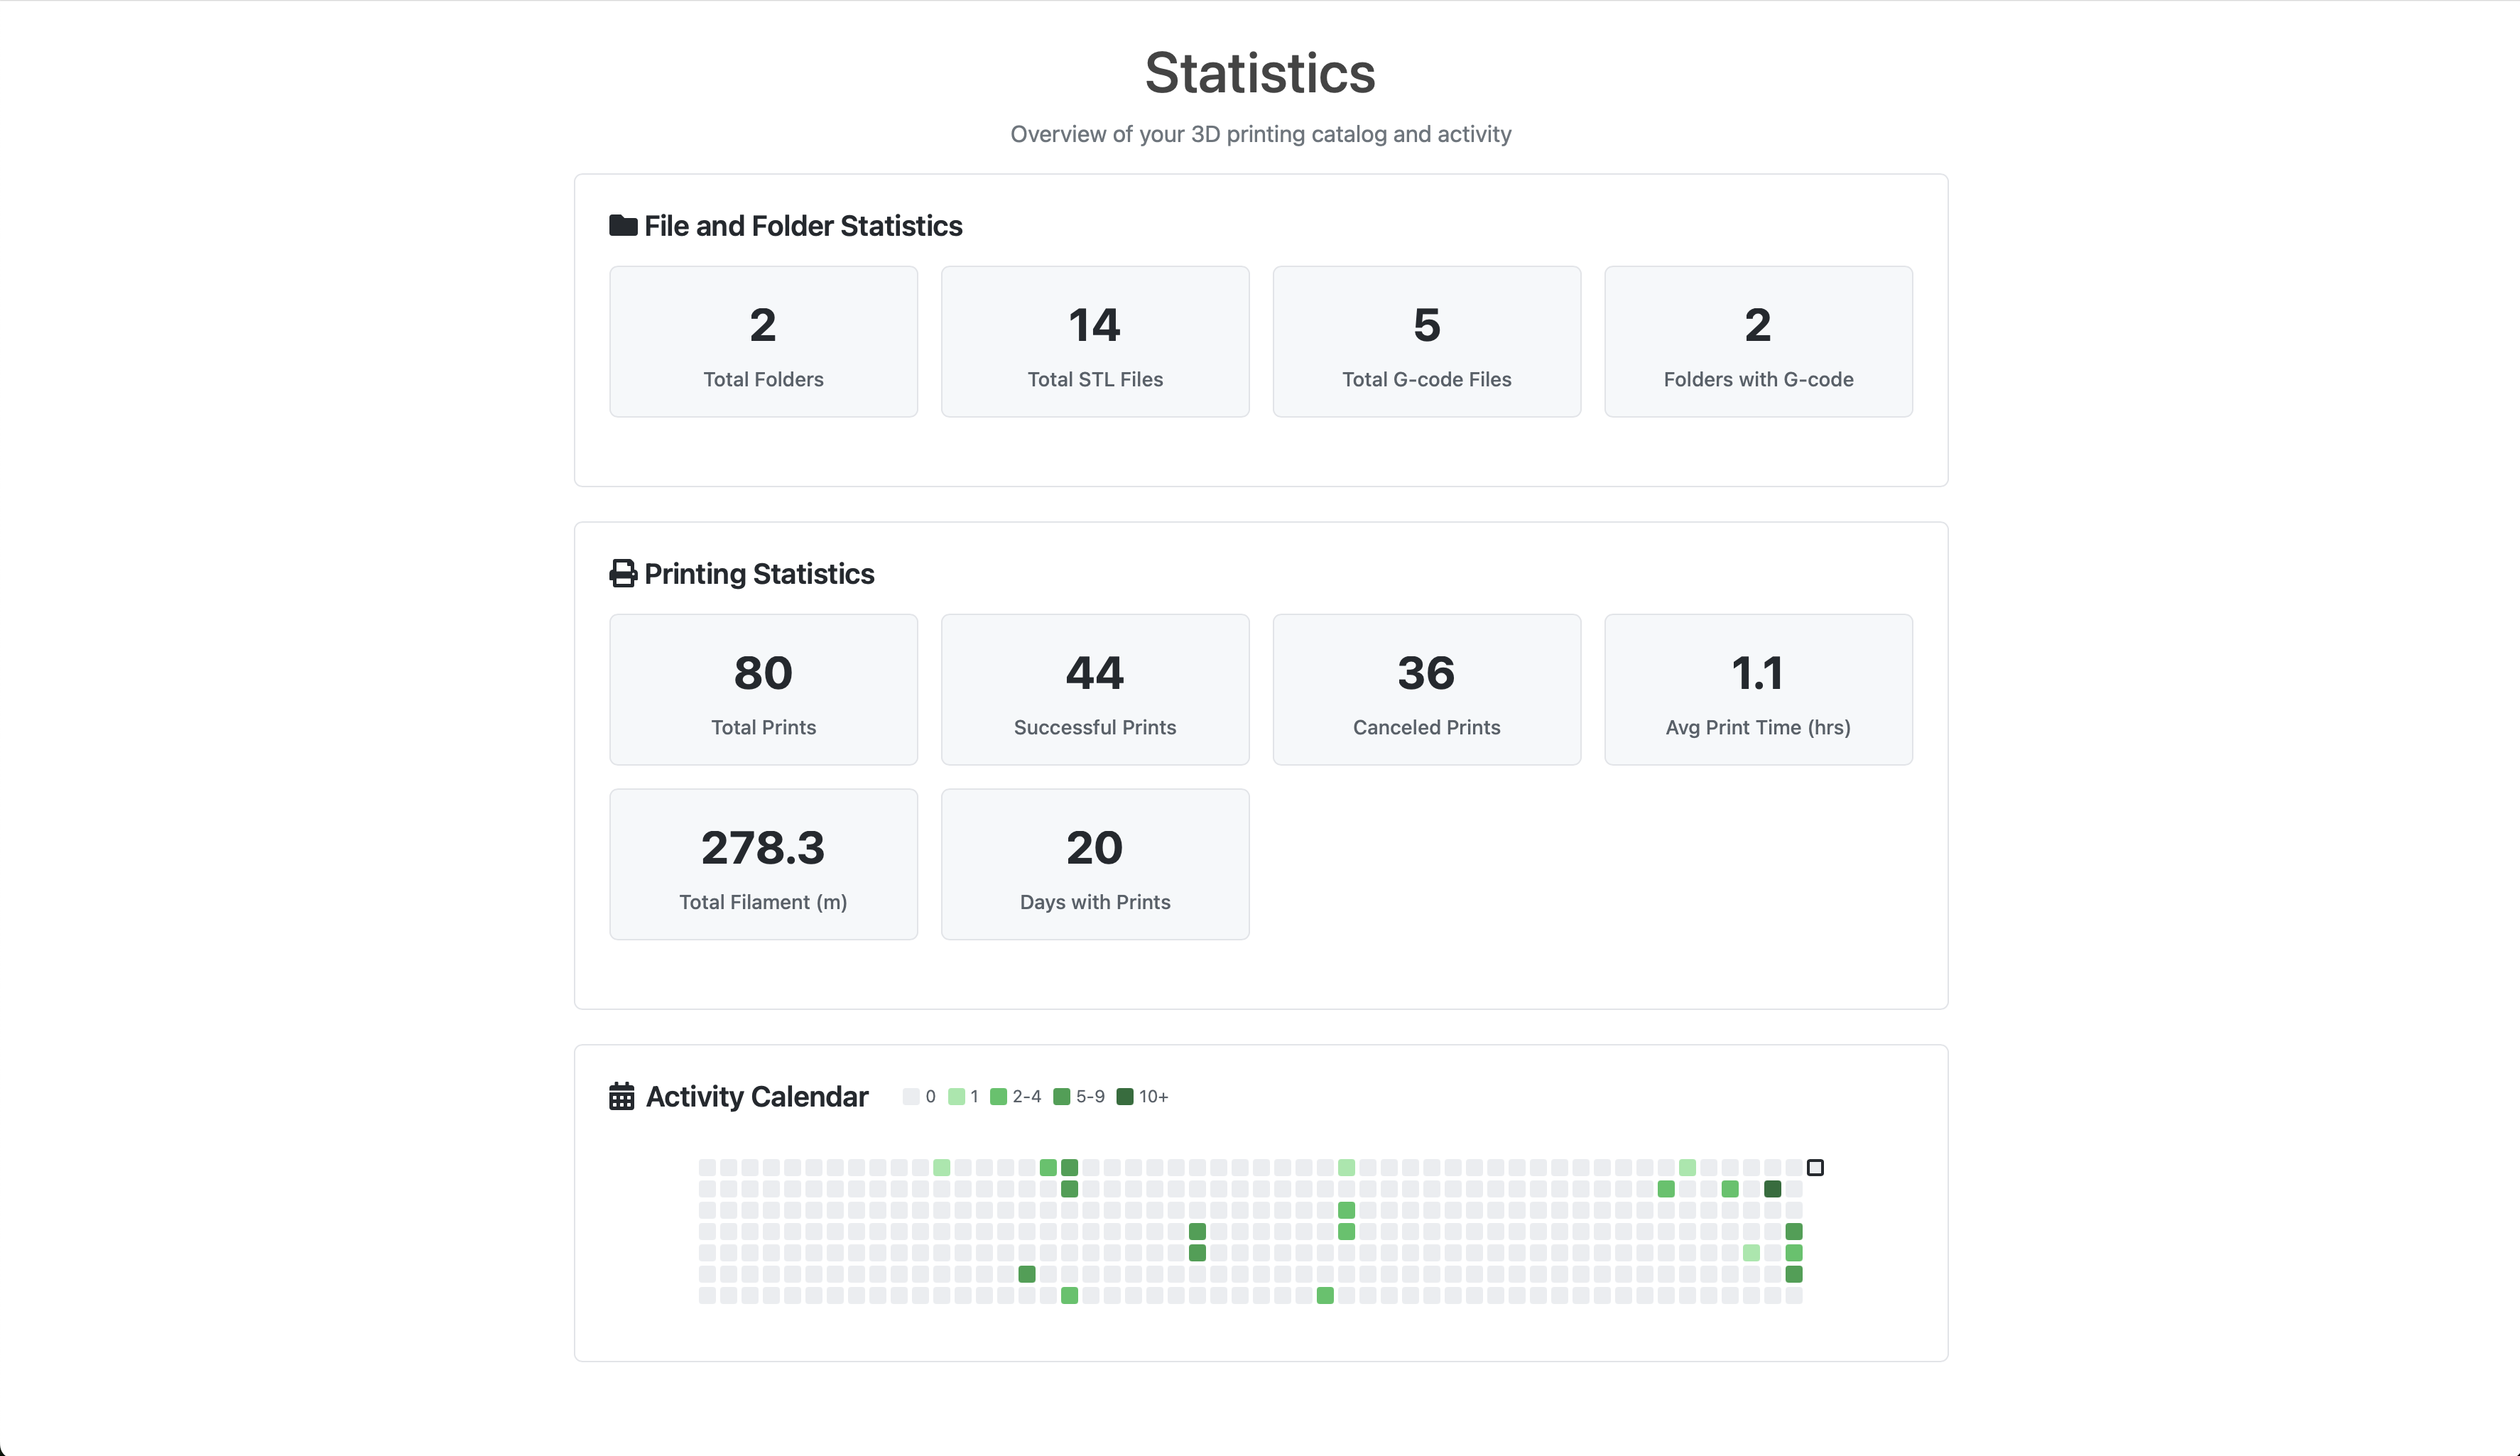 Statistics
Overview of your 3D printing catalog and activity
File and Folder Statistics
2
Total Folders
14
Total STL Files
5
Total G-code Files
2
Folders with G-code
Printing Statistics
80
Total Prints
44
Successful Prints
36
Canceled Prints
1.1
Avg Print Time (hrs)
278.3
Total Filament (m)
20
Days with Prints
Activity Calendar
0 1 2-4 5-9 10+